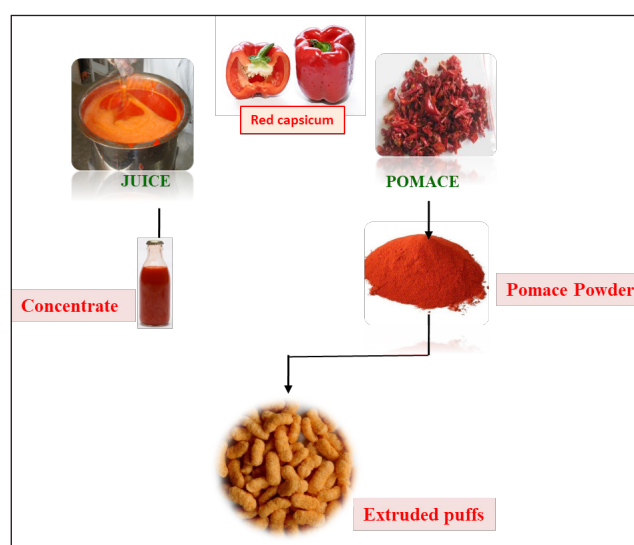 Red capsicum
JUICE
POMACE
Concentrate
Pomace Powder
Extruded puffs